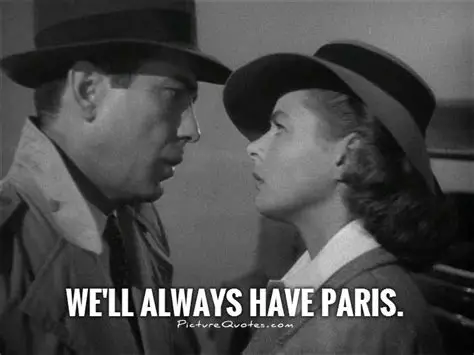 WE'LL ALWAYS HAVE PARIS.
PictureQuotes.com